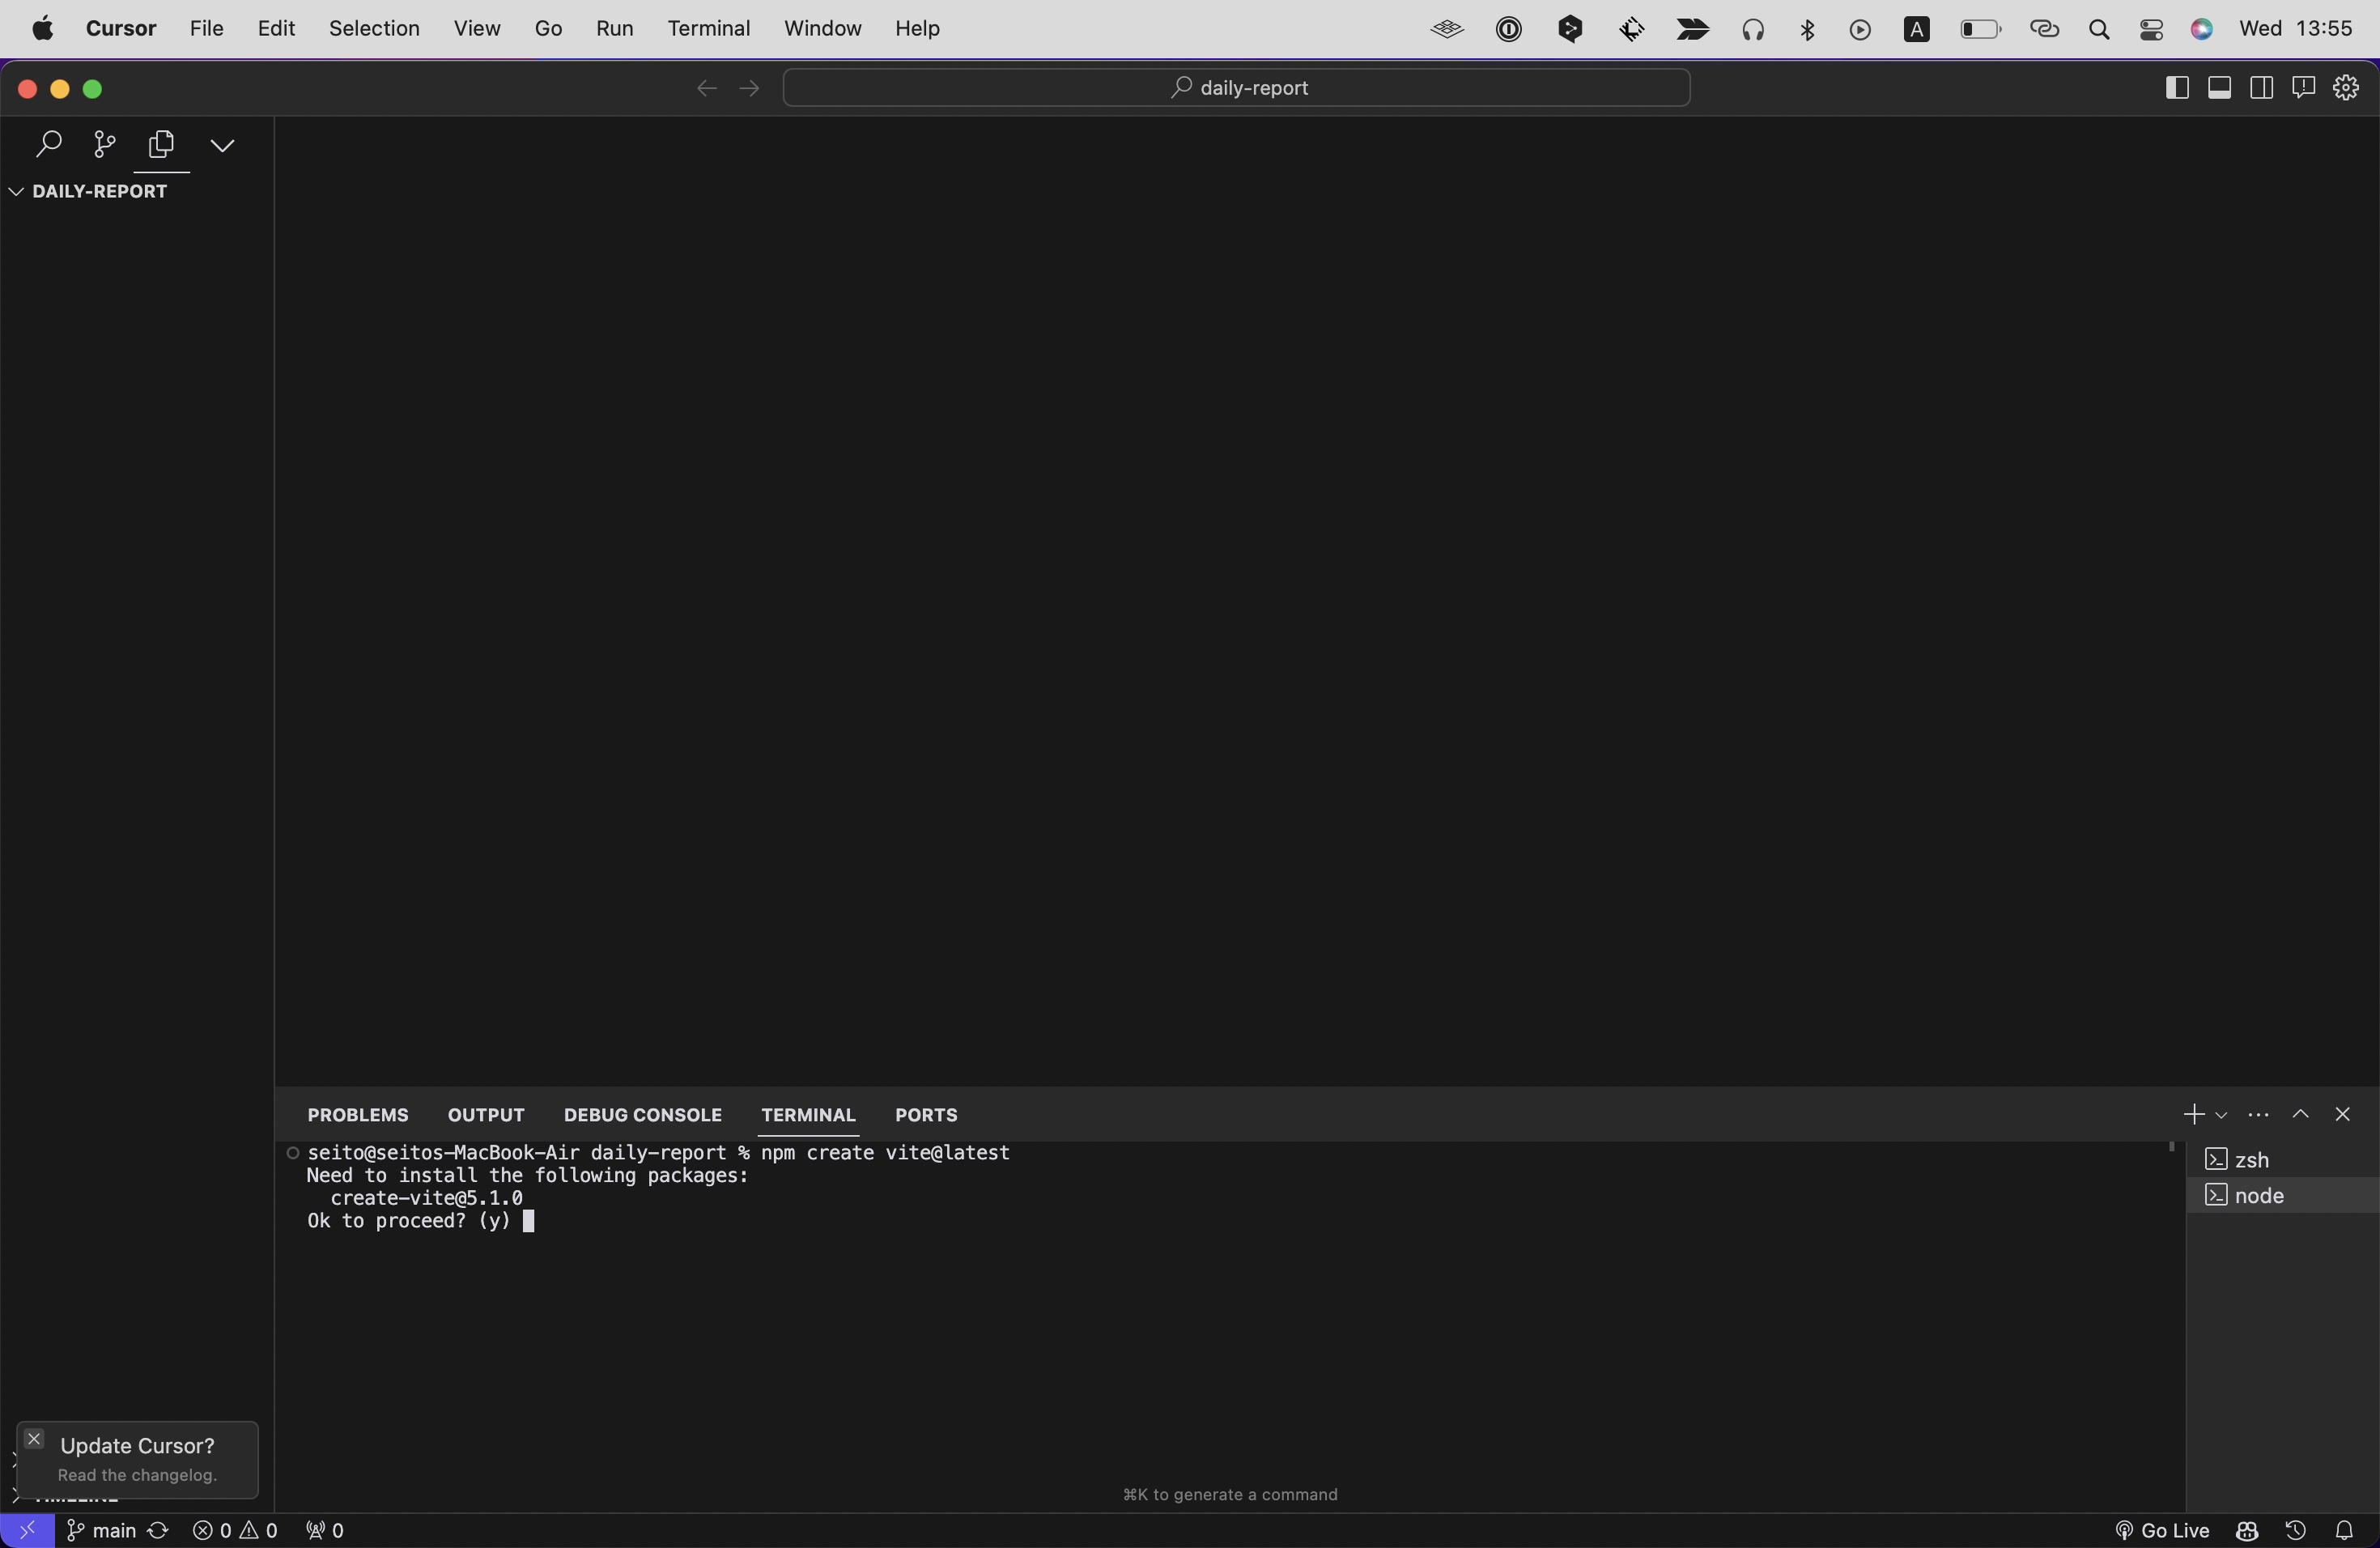 Cursor File Edit Selection View Go Run Terminal Window Help A Wed 13:55
daily-report
DAILY-REPORT
PROBLEMS OUTPUT DEBUG CONSOLE TERMINAL PORTS
seito@seitos-MacBook-Air daily-report % npm create vite@latest
Need to install the following packages:
create-vite@5.1.0
Ok to proceed? (y)
zsh
node
Update Cursor?
Read the changelog.
TIMELINE
⌘K to generate a command
main 0 0 0 Go Live